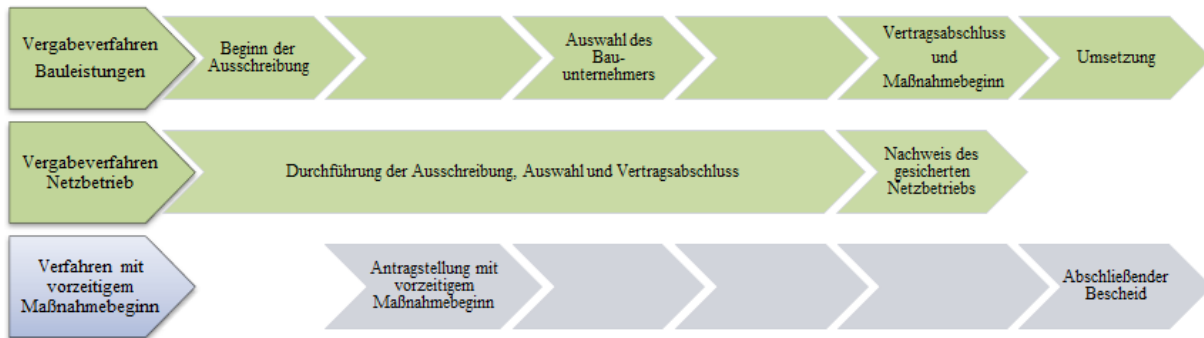 Vergabeverfahren
Bauleistungen
Beginn der
Ausschreibung
Auswahl des
Bau-
unternehmers
Vertragsabschluss
und
Maßnahmebeginn
Umsetzung
Vergabeverfahren
Netzbetrieb
Durchführung der Ausschreibung, Auswahl und Vertragsabschluss
Nachweis des
gesicherten
Netzbetriebs
Verfahren mit
vorzeitigem
Maßnahmebeginn
Antragstellung mit
vorzeitigem
Maßnahmebeginn
Abschließender
Bescheid